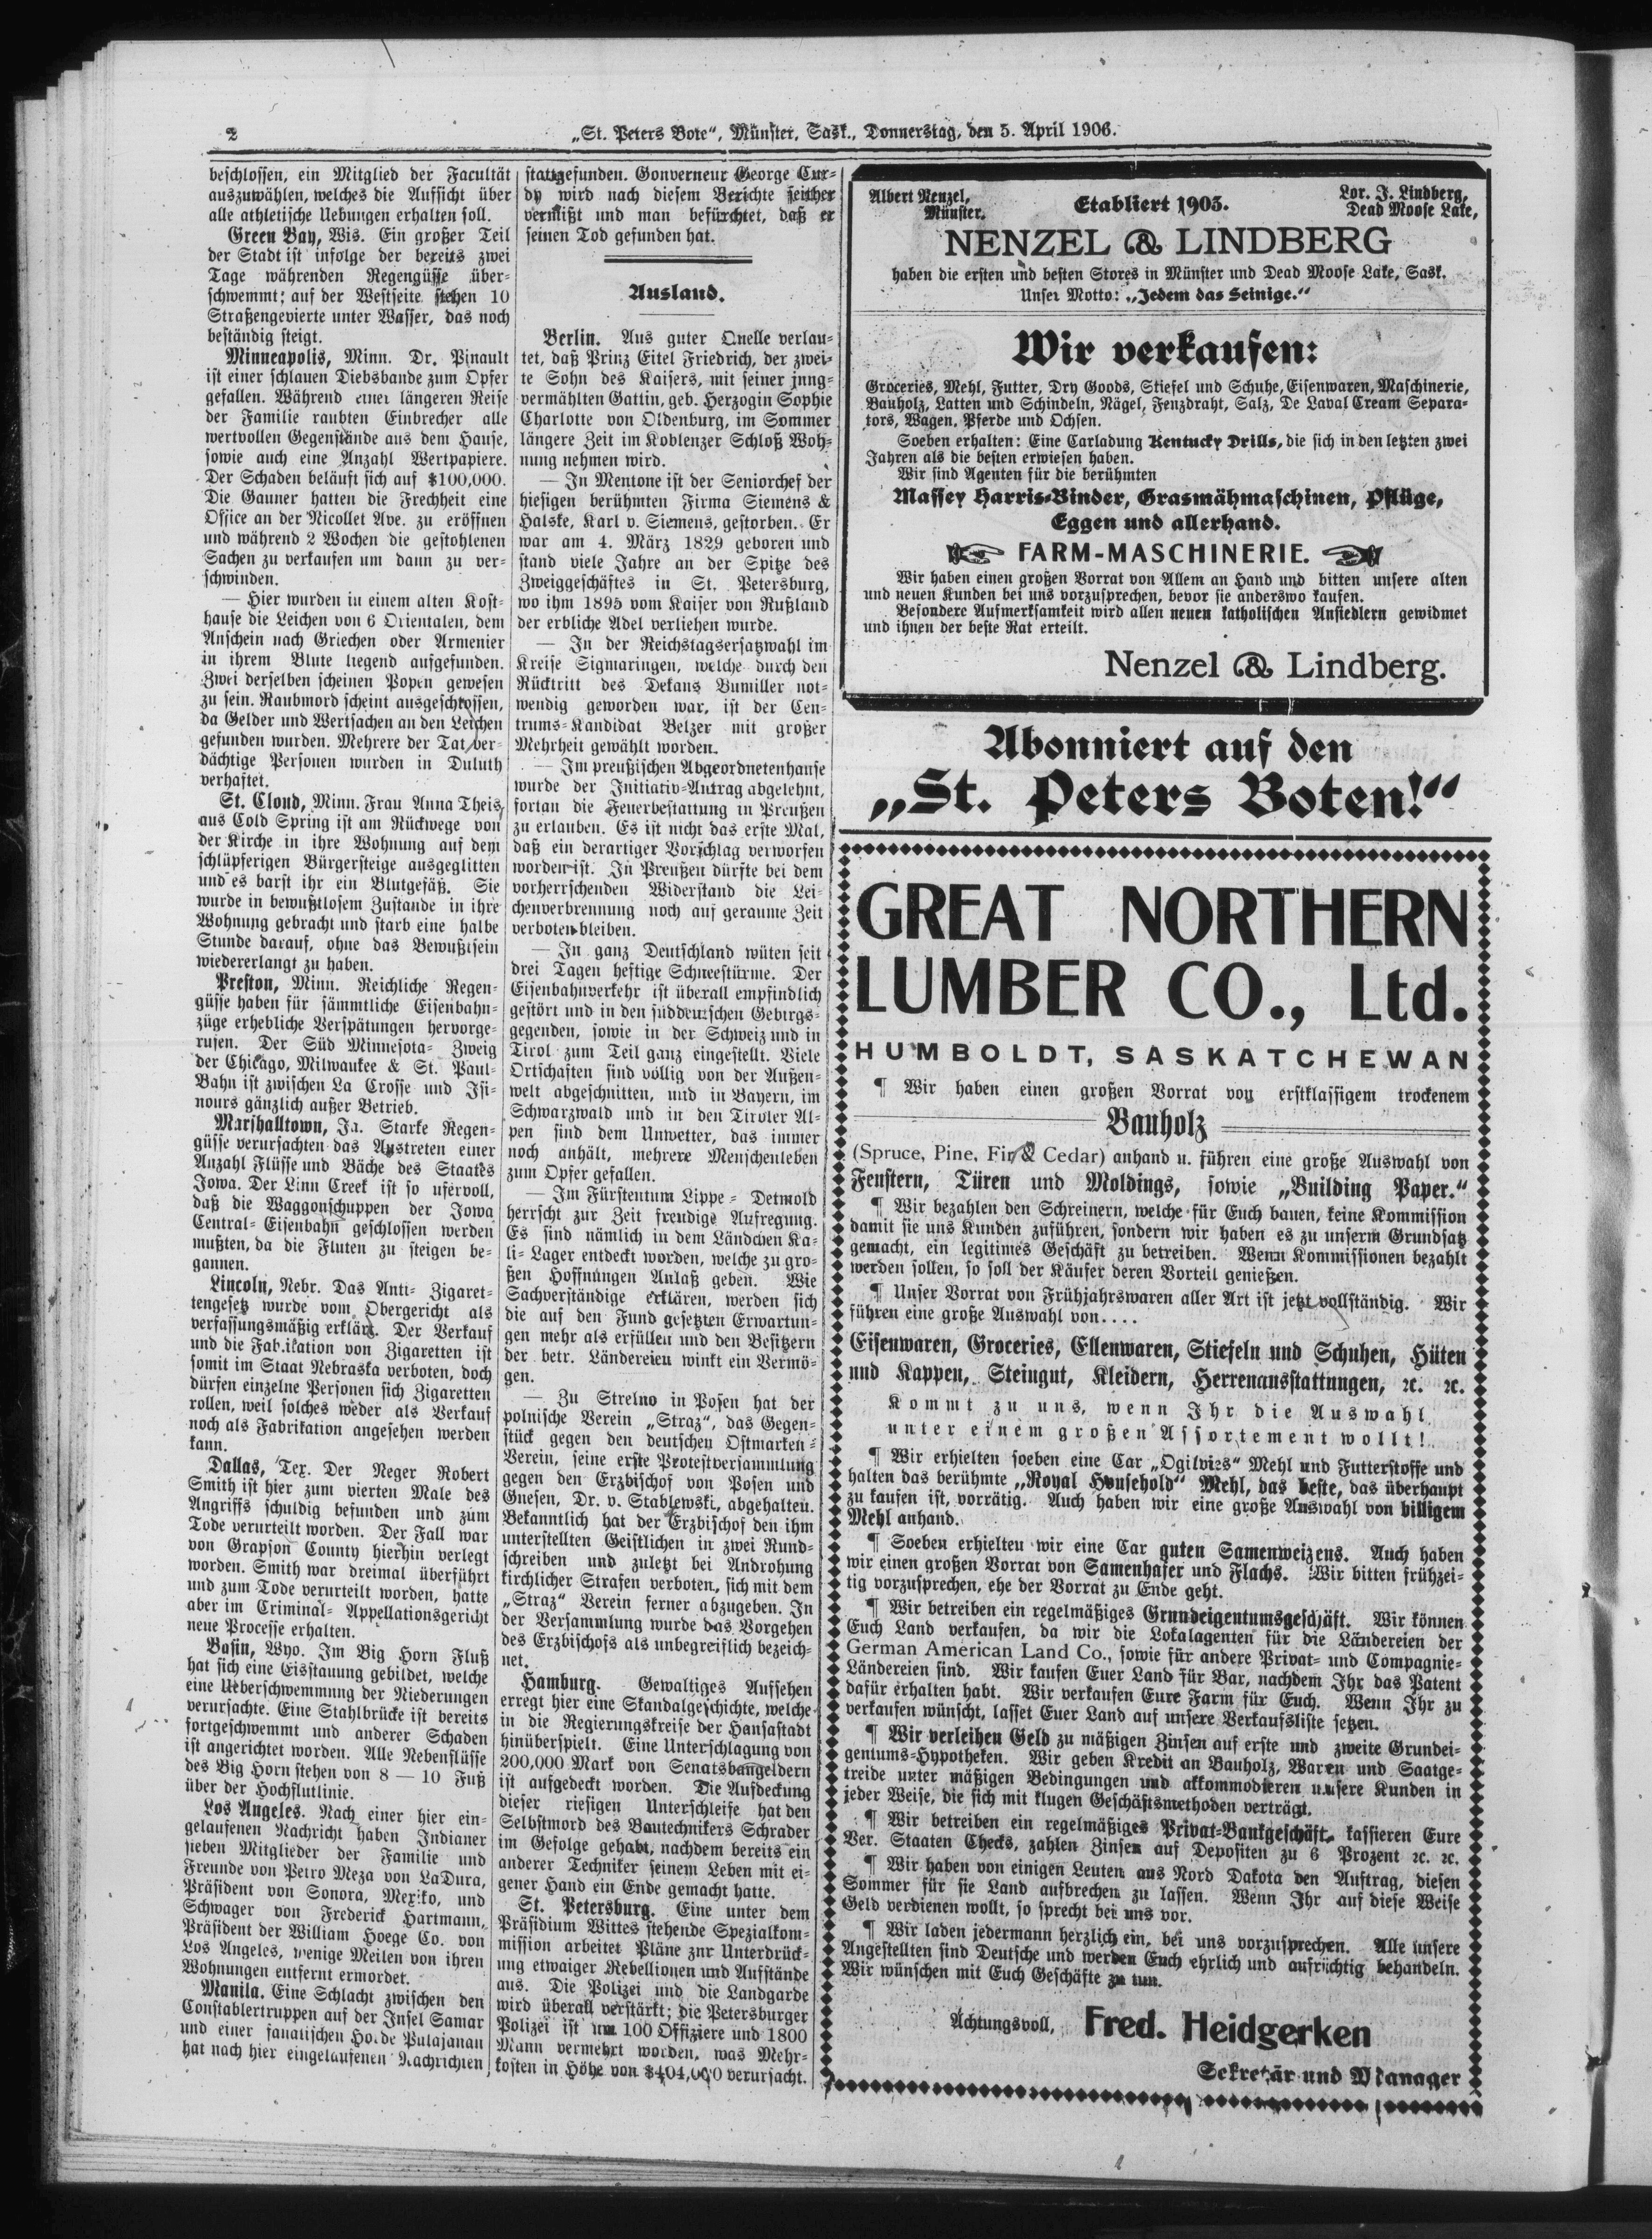 2
„St. Peters Bote“, Münster, Sask., Donnerstag, den 5. April 1906.
beschlossen, ein Mitglied der Facultät
auszuwählen, welches die Aufsicht über
alle athletische Uebungen erhalten soll.
Green Bay, Wis. Ein großer Teil
der Stadt ist infolge der bereits zwei
Tage währenden Regengüsse über-
schwemmt; auf der Westseite stehen 10
Straßengevierte unter Wasser, das noch
beständig steigt.
Minneapolis, Minn. Dr. Pinault
ist einer schlauen Diebsbande zum Opfer
gefallen. Während einer längeren Reise
der Familie raubten Einbrecher alle
wertvollen Gegenstände aus dem Hause,
sowie auch eine Anzahl Wertpapiere.
Der Schaden beläuft sich auf $100,000.
Die Gauner hatten die Frechheit eine
Office an der Nicollet Ave. zu eröffnen
und während 2 Wochen die gestohlenen
Sachen zu verkaufen um dann zu ver-
schwinden.
— Hier wurden in einem alten Kost-
hause die Leichen von 6 Orientalen, dem
Anschein nach Griechen oder Armenier
in ihrem Blute liegend aufgefunden.
Zwei derselben scheinen Popen gewesen
zu sein. Raubmord scheint ausgeschlossen,
da Gelder und Wertsachen an den Leichen
gefunden wurden. Mehrere der Tat ver-
dächtige Personen wurden in Duluth
verhaftet.
St. Cloud, Minn. Frau Anna Theis
aus Cold Spring ist am Rückwege von
der Kirche in ihre Wohnung auf dem
schlüpferigen Bürgersteige ausgeglitten
und es barst ihr ein Blutgefäß. Sie
wurde in bewußtlosem Zustande in ihre
Wohnung gebracht und starb eine halbe
Stunde darauf, ohne das Bewußtsein
wiedererlangt zu haben.
Preston, Minn. Reichliche Regen-
güsse haben für sämmtliche Eisenbahn-
züge erhebliche Verspätungen hervorge-
rufen. Der Süd Minnesota- Zweig
der Chicago, Milwaukee & St. Paul-
Bahn ist zwischen La Crosse und Isi-
nours gänzlich außer Betrieb.
Marshalltown, Ja. Starke Regen-
güsse verursachten das Austreten einer
Anzahl Flüsse und Bäche des Staates
Jowa. Der Linn Creek ist so ufervoll,
daß die Waggonschuppen der Jowa
Central- Eisenbahn geschlossen werden
mußten, da die Fluten zu steigen be-
gannen.
Lincoln, Nebr. Das Anti- Zigaret-
tengesetz wurde vom Obergericht als
verfassungsmäßig erklärt. Der Verkauf
und die Fabrikation von Zigaretten ist
somit im Staat Nebraska verboten, doch
dürfen einzelne Personen sich Zigaretten
rollen, weil solches weder als Verkauf
noch als Fabrikation angesehen werden
kann.
Dallas, Tex. Der Neger Robert
Smith ist hier zum vierten Male des
Angriffs schuldig befunden und zum
Tode verurteilt worden. Der Fall war
von Grapson County hierhin verlegt
worden. Smith war dreimal überführt
und zum Tode verurteilt worden, hatte
aber im Criminal- Appellationsgericht
neue Processe erhalten.
Basin, Wyo. Im Big Horn Fluß
hat sich eine Eisstauung gebildet, welche
eine Ueberschwemmung der Niederungen
verursachte. Eine Stahlbrücke ist bereits
fortgeschwemmt und anderer Schaden
ist angerichtet worden. Alle Nebenflüsse
des Big Horn stehen von 8 — 10 Fuß
über der Hochflutlinie.
Los Angeles. Nach einer hier ein-
gelaufenen Nachricht haben Indianer
sieben Mitglieder der Familie und
Freunde von Petro Meza von LaDura,
Präsident von Sonora, Mexiko, und
Schwager von Frederick Hartmann,
Präsident der William Hoege Co. von
Los Angeles, wenige Meilen von ihren
Wohnungen entfernt ermordet.
Manila. Eine Schlacht zwischen den
Constablertruppen auf der Insel Samar
und einer fanatischen Horde Pulajanan
hat nach hier eingelaufenen Nachrichten
stattgefunden. Gonverneur George Cur-
dy wird nach diesem Berichte seither
vermißt und man befürchtet, daß er
seinen Tod gefunden hat.
Ausland.
Berlin. Aus guter Quelle verlau-
tet, daß Prinz Eitel Friedrich, der zwei-
te Sohn des Kaisers, mit seiner jung-
vermählten Gattin, geb. Herzogin Sophie
Charlotte von Oldenburg, im Sommer
längere Zeit im Koblenzer Schloß Woh-
nung nehmen wird.
— In Mentone ist der Seniorchef der
hiesigen berühmten Firma Siemens &
Halske, Karl v. Siemens, gestorben. Er
war am 4. März 1829 geboren und
stand viele Jahre an der Spitze des
Zweiggeschäftes in St. Petersburg,
wo ihm 1895 vom Kaiser von Rußland
der erbliche Adel verliehen wurde.
— In der Reichstagsersatzwahl im
Kreise Sigmaringen, welche durch den
Rücktritt des Dekans Bumiller not-
wendig geworden war, ist der Cen-
trums-Kandidat Belzer mit großer
Mehrheit gewählt worden.
— Im preußischen Abgeordnetenhause
wurde der Initiativ-Antrag abgelehnt,
fortan die Feuerbestattung in Preußen
zu erlauben. Es ist nicht das erste Mal,
daß ein derartiger Vorschlag verworfen
worden ist. In Preußen dürfte bei dem
vorherrschenden Widerstand die Lei-
chenverbrennung noch auf geraume Zeit
verboten bleiben.
— In ganz Deutschland wüten seit
drei Tagen heftige Schneestürme. Der
Eisenbahnverkehr ist überall empfindlich
gestört und in den süddeutschen Gebirgs-
gegenden, sowie in der Schweiz und in
Tirol zum Teil ganz eingestellt. Viele
Ortschaften sind völlig von der Außen-
welt abgeschnitten, und in Bayern, im
Schwarzwald und in den Tiroler Al-
pen sind dem Unwetter, das immer
noch anhält, mehrere Menschenleben
zum Opfer gefallen.
— Im Fürstentum Lippe - Detmold
herrscht zur Zeit freudige Aufregung.
Es sind nämlich in dem Ländchen Ka-
li- Lager entdeckt worden, welche zu gro-
ßen Hoffnungen Anlaß geben. Wie
Sachverständige erklären, werden sich
die auf den Fund gesetzten Erwartun-
gen mehr als erfüllen und den Besitzern
der betr. Ländereien winkt ein Vermö-
gen.
— Zu Strelno in Posen hat der
polnische Verein „Straz“, das Gegen-
stück gegen den deutschen Ostmarken-
Verein, seine erste Protestversammlung
gegen den Erzbischof von Posen und
Gnesen, Dr. v. Stablewski, abgehalten.
Bekanntlich hat der Erzbischof den ihm
unterstellten Geistlichen in zwei Rund-
schreiben und zuletzt bei Androhung
kirchlicher Strafen verboten, sich mit dem
„Straz“ Verein ferner abzugeben. In
der Versammlung wurde das Vorgehen
des Erzbischofs als unbegreiflich bezeich-
net.
Hamburg. Gewaltiges Aufsehen
erregt hier eine Skandalgeschichte, welche
in die Regierungskreise der Hansastadt
hinüberspielt. Eine Unterschlagung von
200,000 Mark von Senatsbaugeldern
ist aufgedeckt worden. Die Aufdeckung
dieser riesigen Unterschleife hat den
Selbstmord des Bautechnikers Schrader
im Gefolge gehabt, nachdem bereits ein
anderer Techniker seinem Leben mit ei-
gener Hand ein Ende gemacht hatte.
St. Petersburg. Eine unter dem
Präsidium Wittes stehende Spezialkom-
mission arbeitet Pläne zur Unterdrück-
ung etwaiger Rebellionen und Aufstände
aus. Die Polizei und die Landgarde
wird überall verstärkt; die Petersburger
Polizei ist um 100 Offiziere und 1800
Mann vermehrt worden, was Mehr-
kosten in Höhe von $404,000 verursacht.
Albert Nenzel,
Münster.
Etabliert 1903.
Lor. J. Lindberg,
Dead Moose Lake,
NENZEL & LINDBERG
haben die ersten und besten Stores in Münster und Dead Moose Lake, Sask.
Unser Motto: „Jedem das Seinige.“
Wir verkaufen:
Groceries, Mehl, Futter, Dry Goods, Stiefel und Schuhe, Eisenwaren, Maschinerie,
Bauholz, Latten und Schindeln, Nägel, Fenzdraht, Salz, De Laval Cream Separa-
tors, Wagen, Pferde und Ochsen.
Soeben erhalten: Eine Carladung Kentucky Drills, die sich in den letzten zwei
Jahren als die besten erwiesen haben.
Wir sind Agenten für die berühmten
Massey Harris-Binder, Grasmähmaschinen, Pflüge,
Eggen und allerhand.
FARM-MASCHINERIE.
Wir haben einen großen Vorrat von Allem an Hand und bitten unsere alten
und neuen Kunden bei uns vorzusprechen, bevor sie anderswo kaufen.
Besondere Aufmerksamkeit wird allen neuen katholischen Ansiedlern gewidmet
und ihnen der beste Rat erteilt.
Nenzel & Lindberg.
Abonniert auf den
„St. Peters Boten!“
GREAT NORTHERN
LUMBER CO., Ltd.
HUMBOLDT, SASKATCHEWAN
¶ Wir haben einen großen Vorrat von erstklassigem trockenem
Bauholz
(Spruce, Pine, Fir & Cedar) anhand u. führen eine große Auswahl von
Fenstern, Türen und Moldings, sowie „Building Paper.“
¶ Wir bezahlen den Schreinern, welche für Euch bauen, keine Kommission
damit sie uns Kunden zuführen, sondern wir haben es zu unserm Grundsatz
gemacht, ein legitimes Geschäft zu betreiben. Wenn Kommissionen bezahlt
werden sollen, so soll der Käufer deren Vorteil genießen.
¶ Unser Vorrat von Frühjahrswaren aller Art ist jetzt vollständig. Wir
führen eine große Auswahl von....
Eisenwaren, Groceries, Ellenwaren, Stiefeln und Schuhen, Hüten
und Kappen, Steingut, Kleidern, Herrenausstattungen, ꝛc. ꝛc.
Kommt zu uns, wenn Ihr die Auswahl
unter einem großen Assortement wollt!
¶ Wir erhielten soeben eine Car „Ogilvies“ Mehl und Futterstoffe und
halten das berühmte „Royal Household“ Mehl, das beste, das überhaupt
zu kaufen ist, vorrätig. Auch haben wir eine große Auswahl von billigem
Mehl anhand.
¶ Soeben erhielten wir eine Car guten Samenweizens. Auch haben
wir einen großen Vorrat von Samenhafer und Flachs. Wir bitten frühzei-
tig vorzusprechen, ehe der Vorrat zu Ende geht.
¶ Wir betreiben ein regelmäßiges Grundeigentumsgeschäft. Wir können
Euch Land verkaufen, da wir die Lokalagenten für die Ländereien der
German American Land Co., sowie für andere Privat- und Compagnie-
Ländereien sind. Wir kaufen Euer Land für Bar, nachdem Ihr das Patent
dafür erhalten habt. Wir verkaufen Eure Farm für Euch. Wenn Ihr zu
verkaufen wünscht, lasset Euer Land auf unsere Verkaufsliste setzen.
¶ Wir verleihen Geld zu mäßigen Zinsen auf erste und zweite Grundei-
gentums-Hypotheken. Wir geben Kredit an Bauholz, Waren und Saatge-
treide unter mäßigen Bedingungen und akkommodieren unsere Kunden in
jeder Weise, die sich mit klugen Geschäftsmethoden verträgt.
¶ Wir betreiben ein regelmäßiges Privat-Bankgeschäft, kassieren Eure
Ver. Staaten Checks, zahlen Zinsen auf Depositen zu 6 Prozent ꝛc. ꝛc.
¶ Wir haben von einigen Leuten aus Nord Dakota den Auftrag, diesen
Sommer für sie Land aufbrechen zu lassen. Wenn Ihr auf diese Weise
Geld verdienen wollt, so sprecht bei uns vor.
¶ Wir laden jedermann herzlich ein, bei uns vorzusprechen. Alle unsere
Angestellten sind Deutsche und werden Euch ehrlich und aufrichtig behandeln.
Wir wünschen mit Euch Geschäfte zu tun.
Achtungsvoll, Fred. Heidgerken
Sekretär und Manager